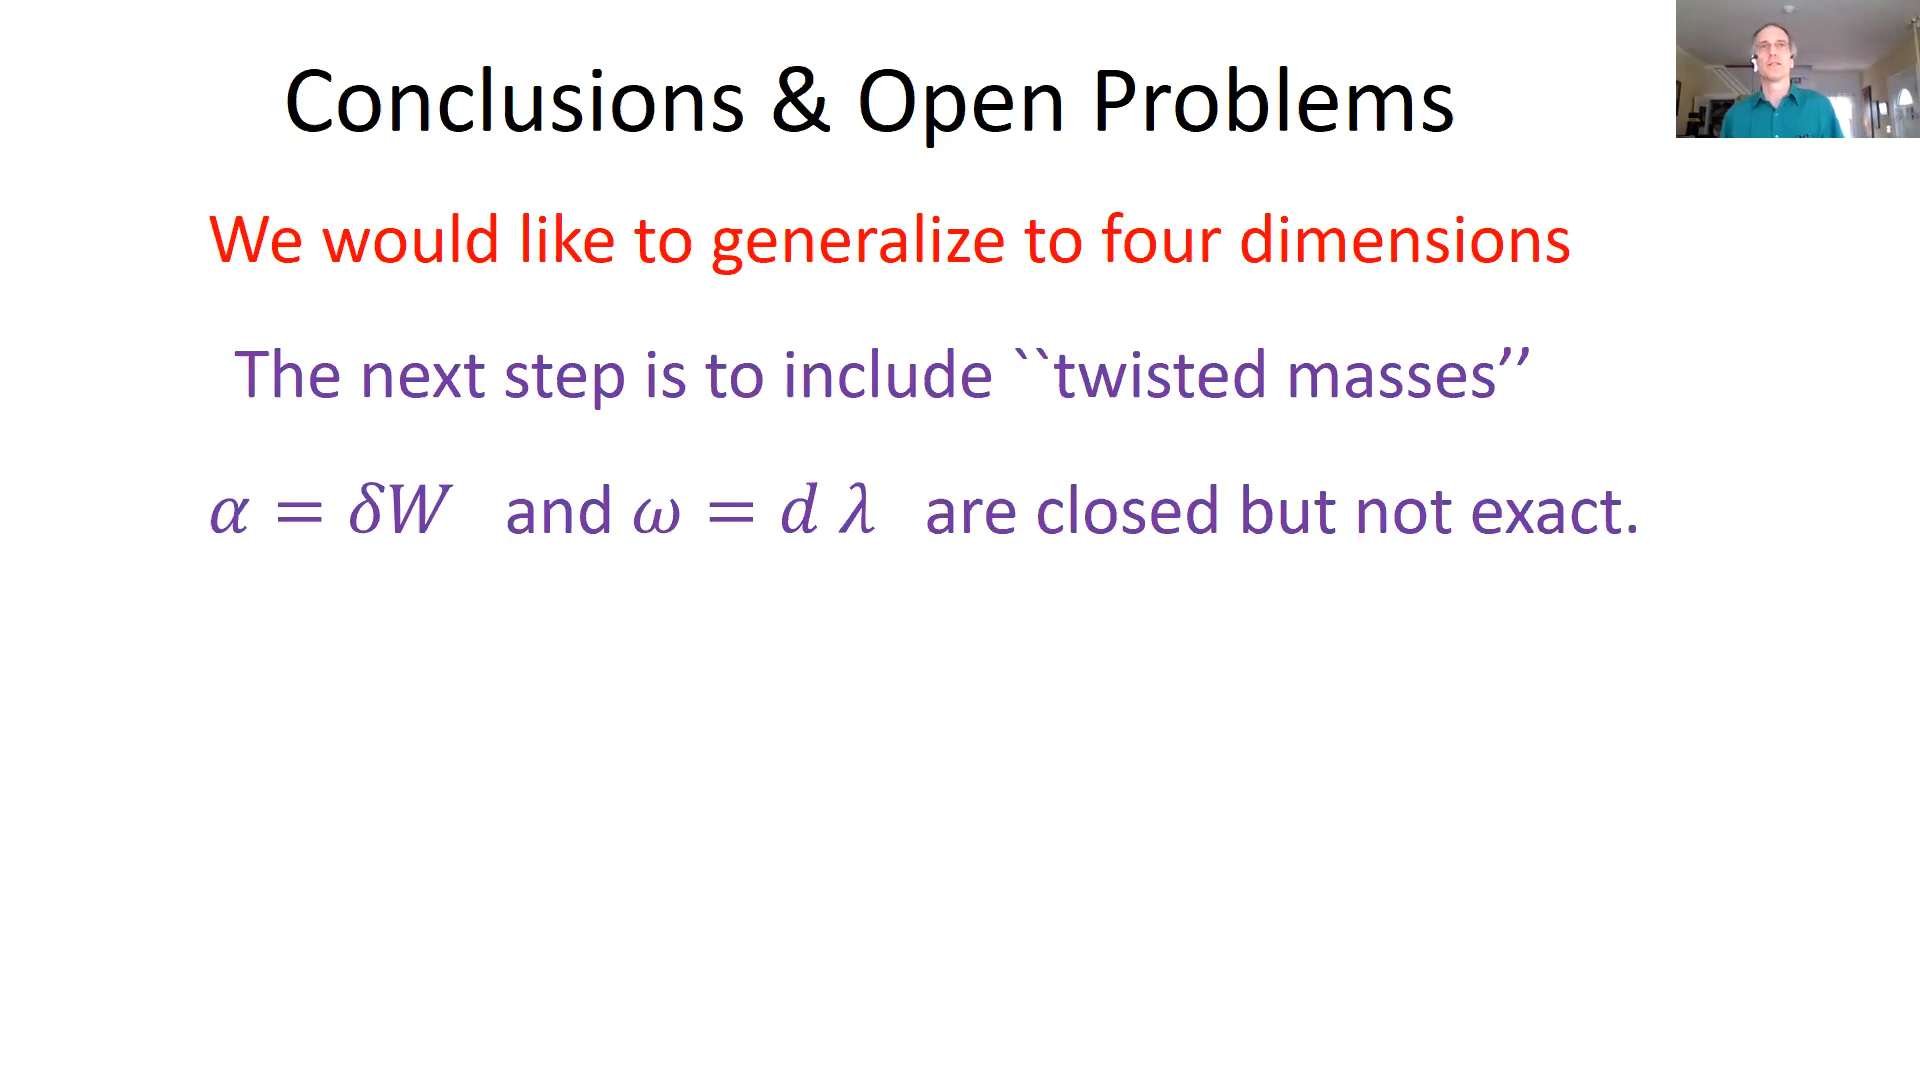 Conclusions & Open Problems
We would like to generalize to four dimensions
The next step is to include ``twisted masses’’
α = δW and ω = d λ are closed but not exact.